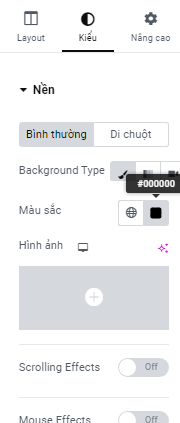 Layout Kiểu Nâng cao
Nền
Bình thường Di chuột
Background Type
#000000
Màu sắc
Hình ảnh
Scrolling Effects Off
Mouse Effects Off